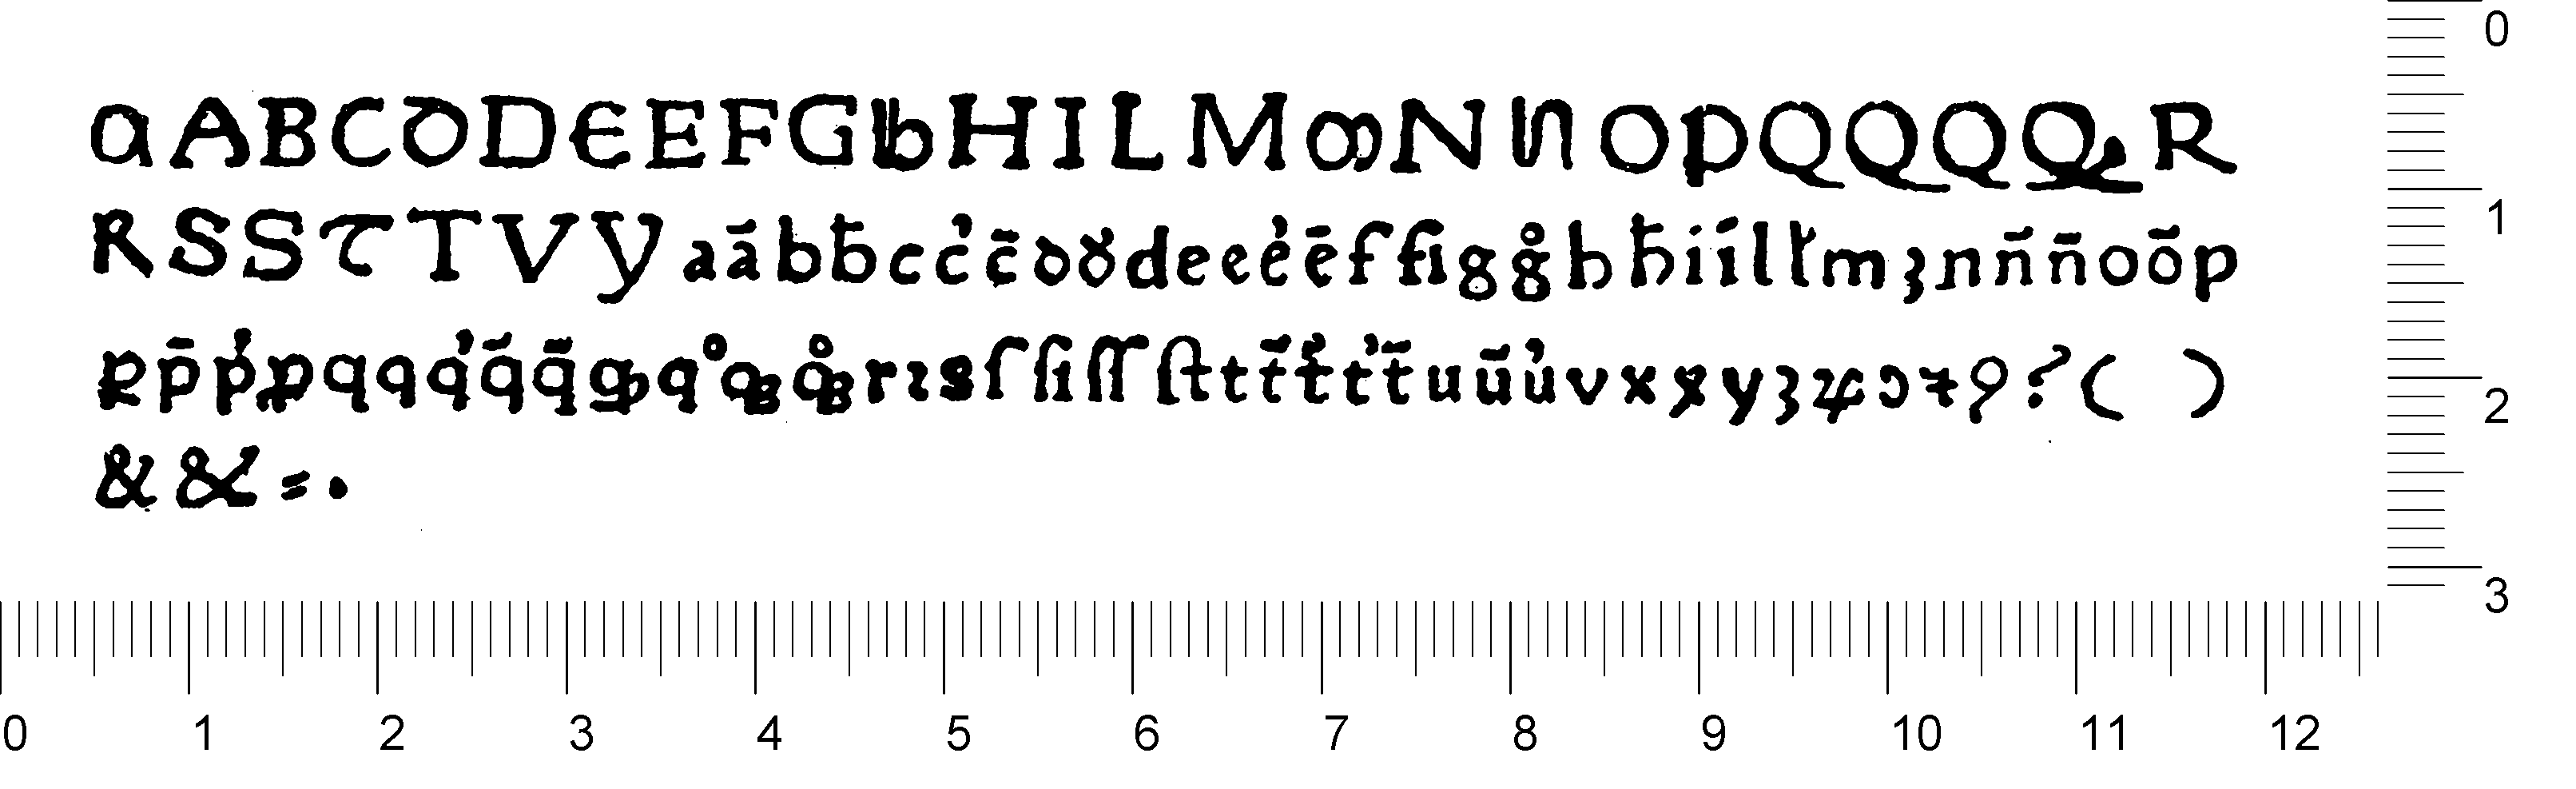 a A B C D D E E F G h H I L M m N N O P Q Q Q Q R
R S S T T V y a ā b b̄ c c̓ c̄ d d̓ d e e e̓ ē f fi g g̊ h ħ i í l ł m ꝫ n n̄ n̄ o ō p
ꝑ p̄ p̓ ꝓ q q q̓ q̄ q̄ q q̊ qꝫ q̊ꝫ r ꝛ s ſ ſi ſſ ſt t t̄ t̓ t̓ t̄ u ū u̓ v x x y ꝫ ꝝ ɔ ⁊ ꝯ ? ( )
& & = .
0
1
2
3
0 1 2 3 4 5 6 7 8 9 10 11 12